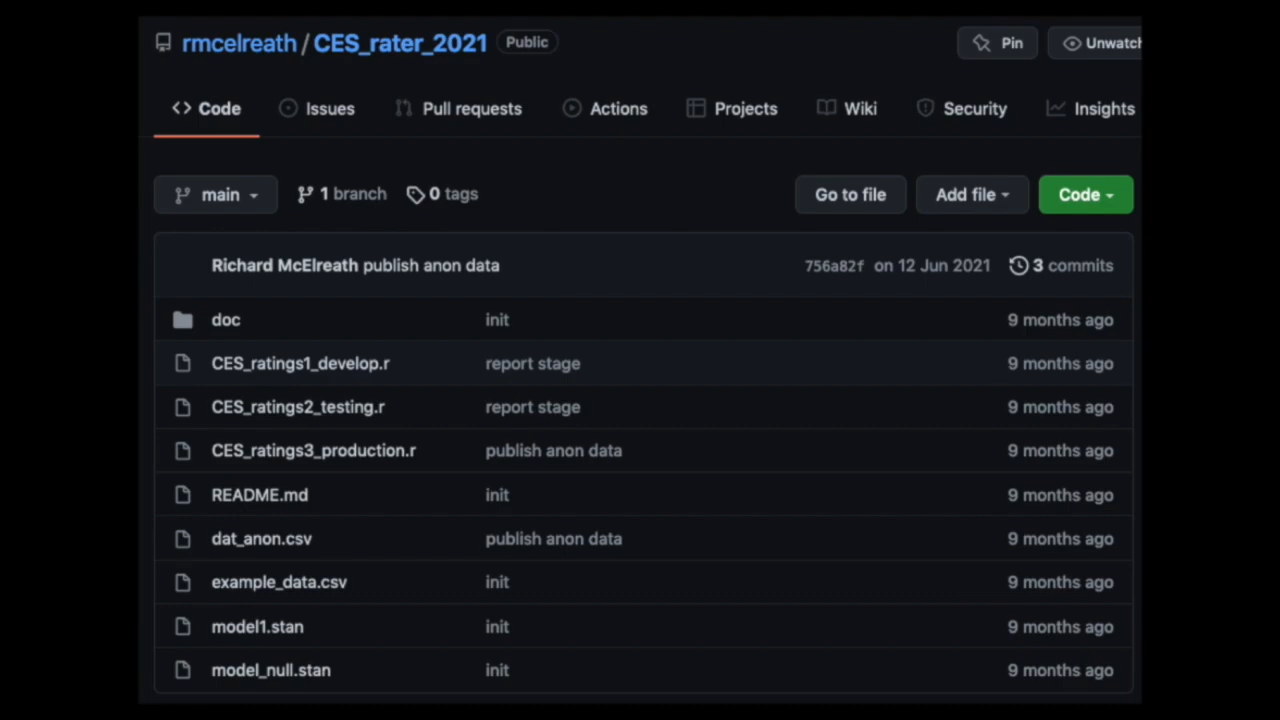 rmcelreath / CES_rater_2021 Public Pin Unwatch
Code Issues Pull requests Actions Projects Wiki Security Insights
main 1 branch 0 tags Go to file Add file Code
Richard McElreath publish anon data 756a82f on 12 Jun 2021 3 commits
doc init 9 months ago
CES_ratings1_develop.r report stage 9 months ago
CES_ratings2_testing.r report stage 9 months ago
CES_ratings3_production.r publish anon data 9 months ago
README.md init 9 months ago
dat_anon.csv publish anon data 9 months ago
example_data.csv init 9 months ago
model1.stan init 9 months ago
model_null.stan init 9 months ago